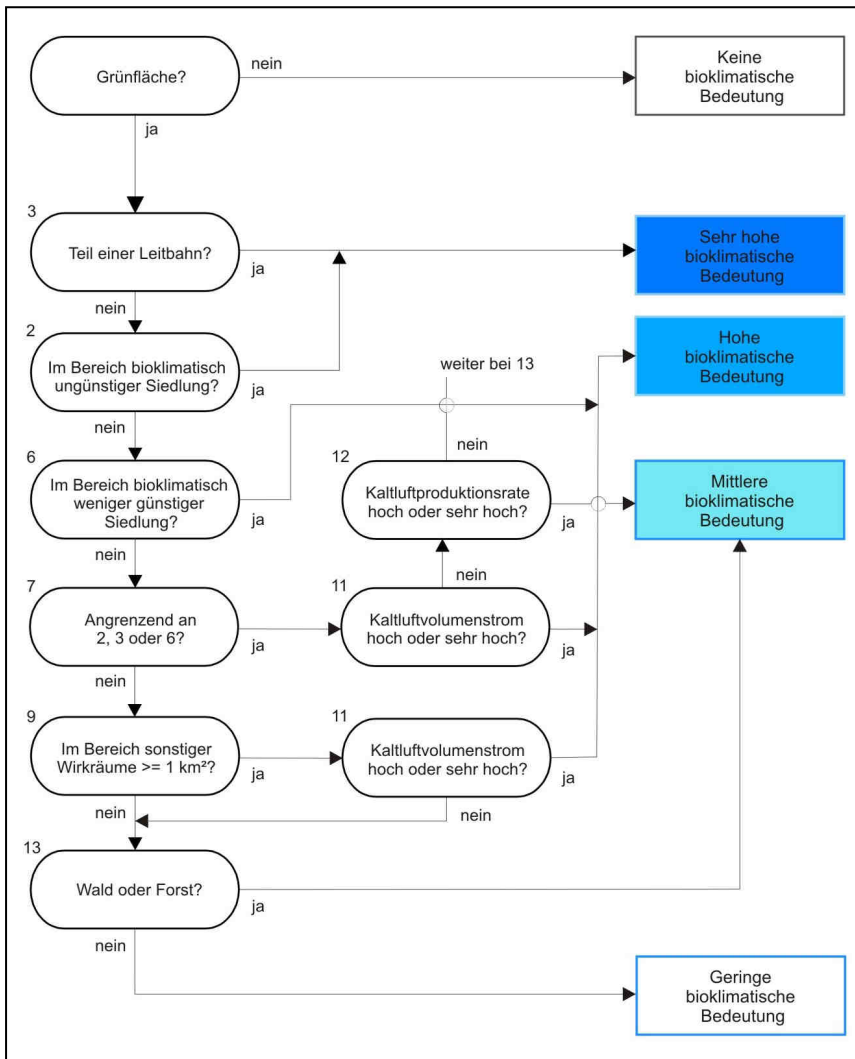 Grünfläche?
nein
Keine
bioklimatische
Bedeutung
ja
3
Teil einer Leitbahn?
ja
Sehr hohe
bioklimatische
Bedeutung
nein
2
Im Bereich bioklimatisch
ungünstiger Siedlung?
ja
Hohe
bioklimatische
Bedeutung
weiter bei 13
nein
nein
6
Im Bereich bioklimatisch
weniger günstiger
Siedlung?
ja
12
Kaltluftproduktionsrate
hoch oder sehr hoch?
ja
Mittlere
bioklimatische
Bedeutung
nein
nein
7
Angrenzend an
2, 3 oder 6?
ja
11
Kaltluftvolumenstrom
hoch oder sehr hoch?
ja
nein
9
Im Bereich sonstiger
Wirkräume >= 1 km²?
ja
11
Kaltluftvolumenstrom
hoch oder sehr hoch?
ja
nein
nein
13
Wald oder Forst?
ja
nein
Geringe
bioklimatische
Bedeutung